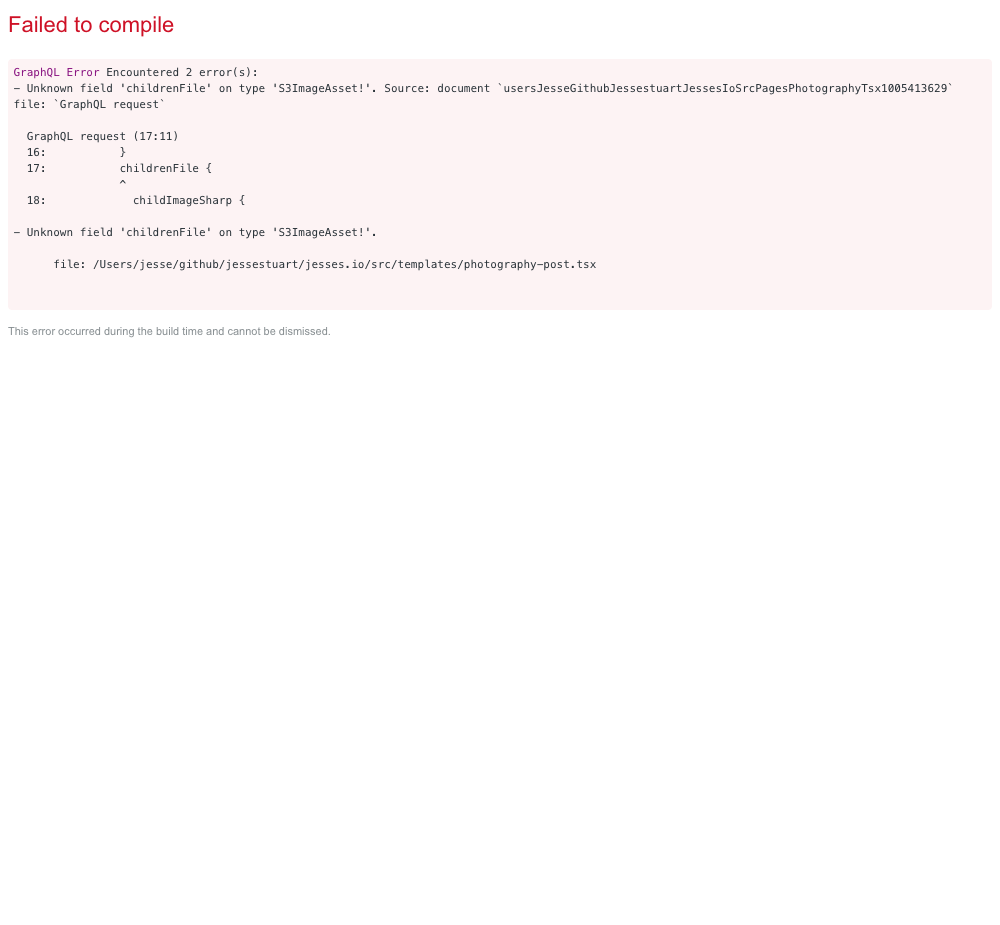 Failed to compile
GraphQL Error Encountered 2 error(s):
– Unknown field 'childrenFile' on type 'S3ImageAsset!'. Source: document `usersJesseGithubJessestuartJessesIoSrcPagesPhotographyTsx1005413629`
file: `GraphQL request`
GraphQL request (17:11)
16:           }
17:           childrenFile {
^
18:             childImageSharp {
– Unknown field 'childrenFile' on type 'S3ImageAsset!'.
file: /Users/jesse/github/jessestuart/jesses.io/src/templates/photography–post.tsx
This error occurred during the build time and cannot be dismissed.